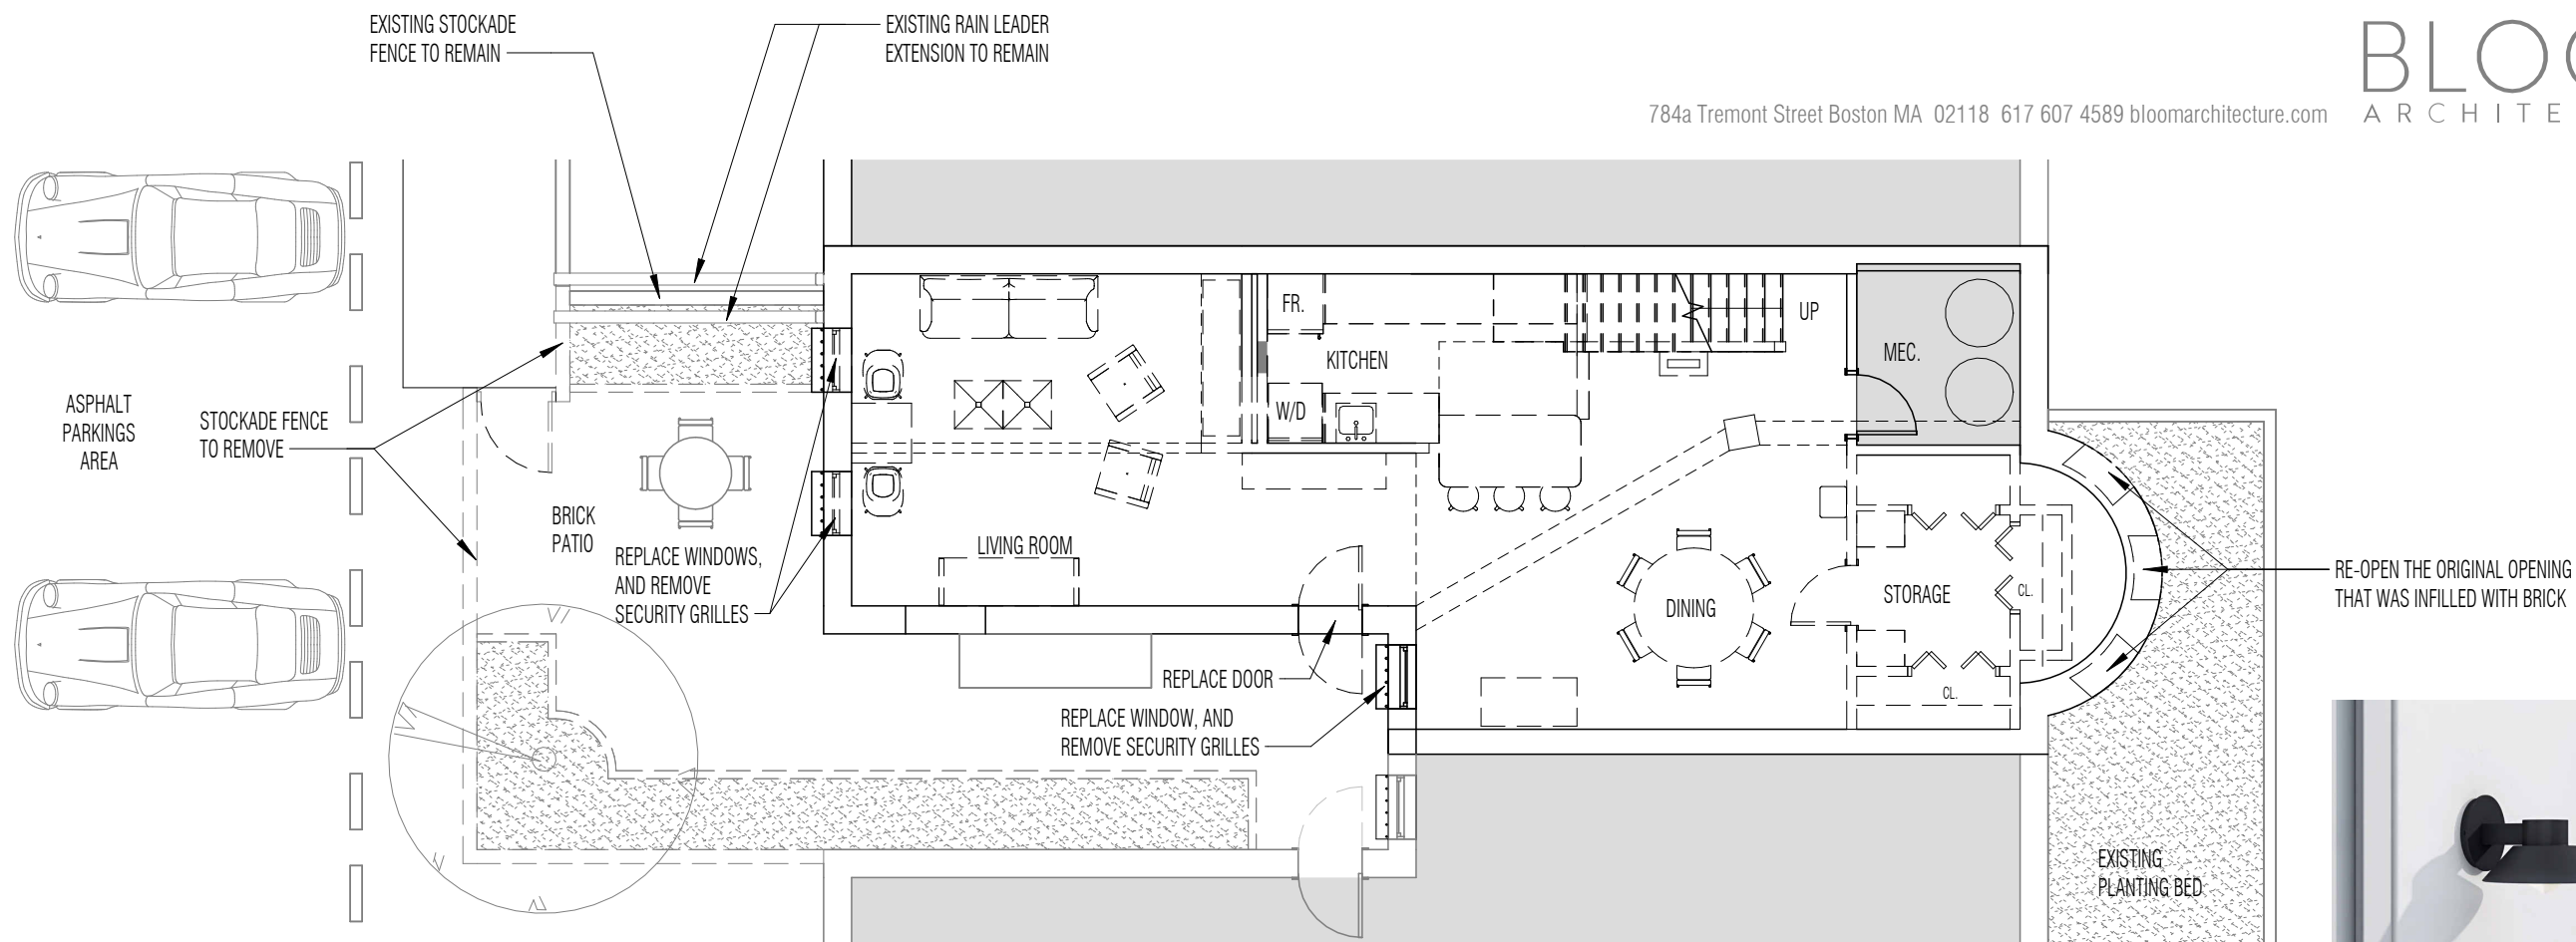 EXISTING STOCKADE
FENCE TO REMAIN
EXISTING RAIN LEADER
EXTENSION TO REMAIN
784a Tremont Street Boston MA 02118 617 607 4589 bloomarchitecture.com
BLOO
ARCHITE
ASPHALT
PARKINGS
AREA
STOCKADE FENCE
TO REMOVE
BRICK
PATIO
REPLACE WINDOWS,
AND REMOVE
SECURITY GRILLES
LIVING ROOM
FR.
KITCHEN
W/D
UP
MEC.
DINING
STORAGE
CL.
CL.
REPLACE DOOR
REPLACE WINDOW, AND
REMOVE SECURITY GRILLES
RE-OPEN THE ORIGINAL OPENING
THAT WAS INFILLED WITH BRICK
EXISTING
PLANTING BED